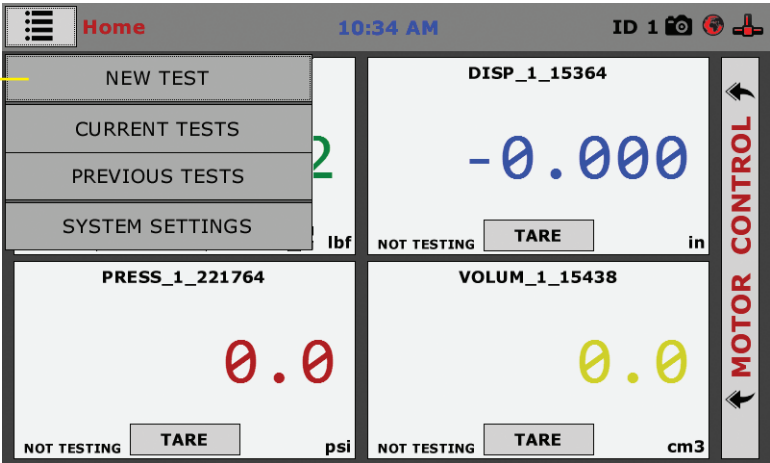 Home 10:34 AM ID 1
NEW TEST
CURRENT TESTS
PREVIOUS TESTS
SYSTEM SETTINGS
2
lbf
DISP_1_15364
-0.000
NOT TESTING TARE in
PRESS_1_221764
0.0
NOT TESTING TARE psi
VOLUM_1_15438
0.0
NOT TESTING TARE cm3
MOTOR CONTROL